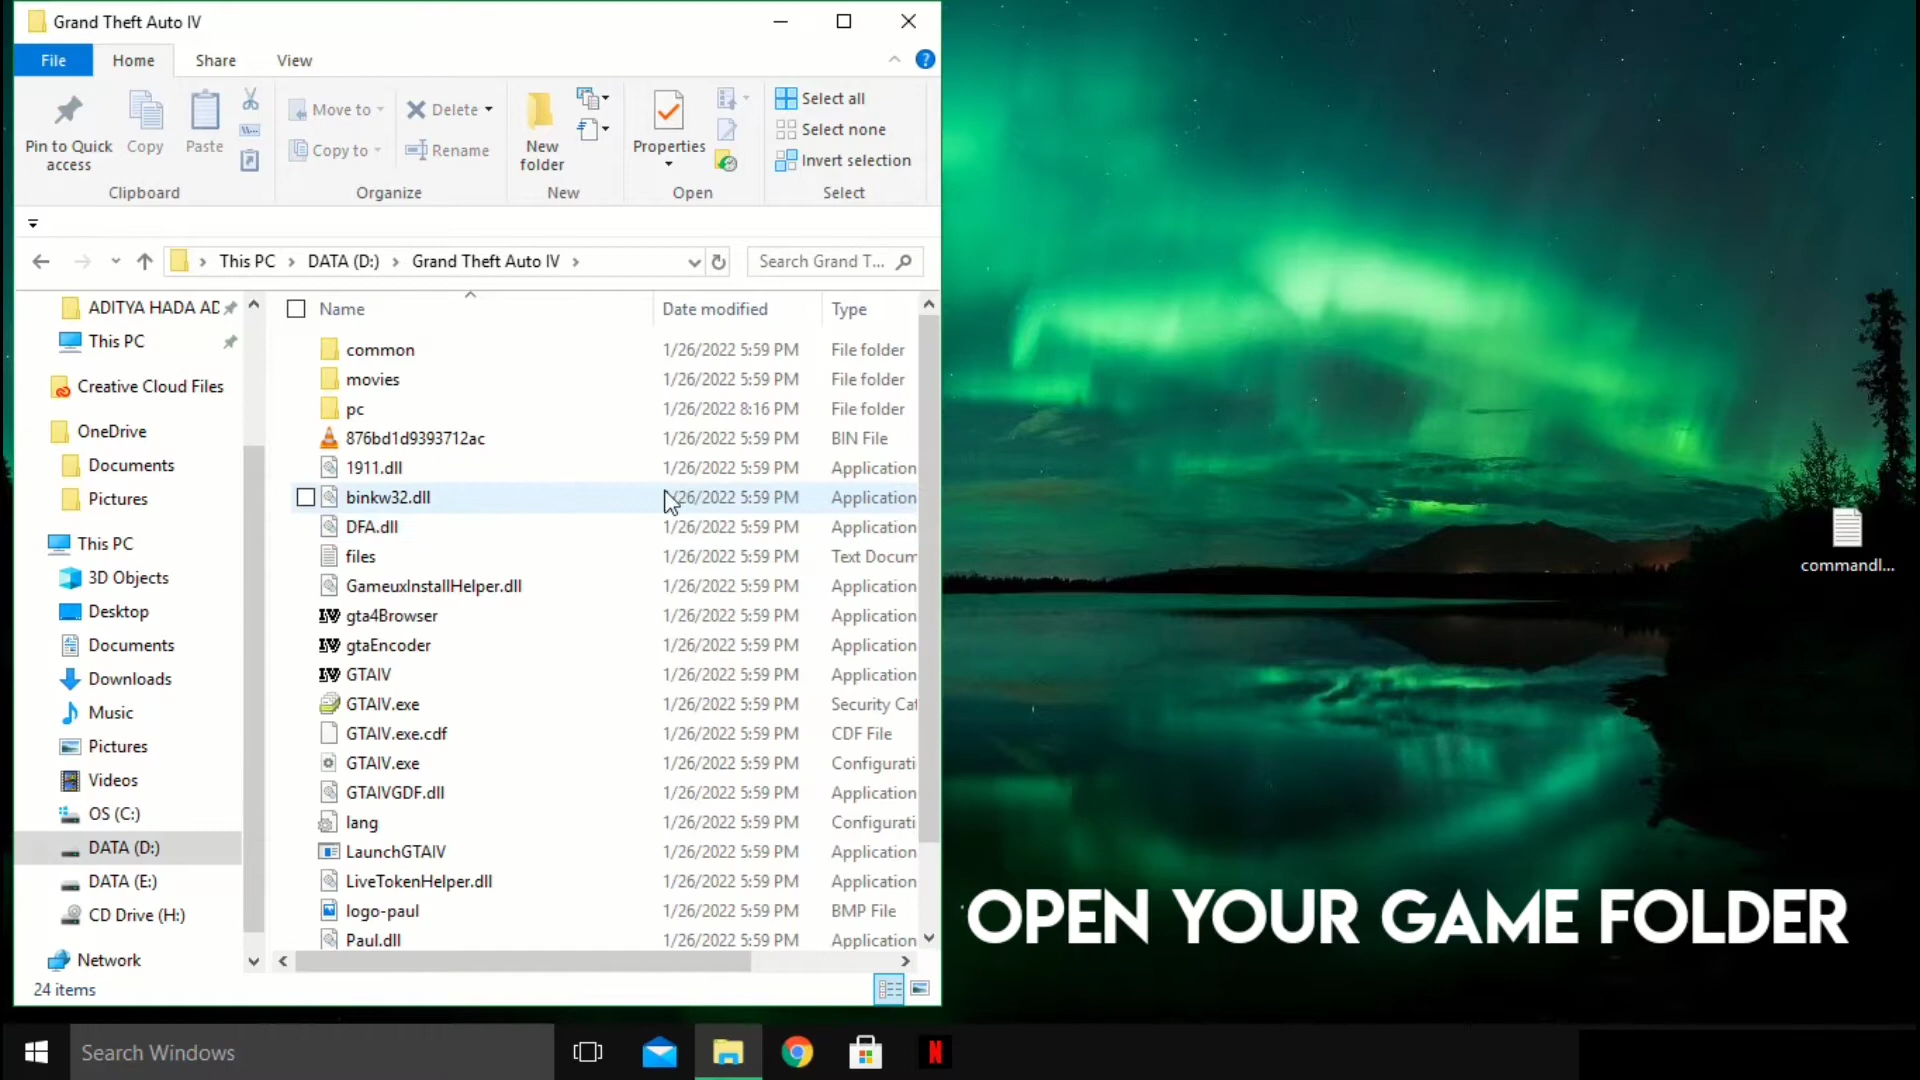 Grand Theft Auto IV
File Home Share View
Pin to Quick access
Copy
Paste
Clipboard
Move to
Copy to
Delete
Rename
Organize
New folder
New
Properties
Open
Select all
Select none
Invert selection
Select
This PC > DATA (D:) > Grand Theft Auto IV >
Search Grand T...
ADITYA HADA AD
This PC
Creative Cloud Files
OneDrive
Documents
Pictures
This PC
3D Objects
Desktop
Documents
Downloads
Music
Pictures
Videos
OS (C:)
DATA (D:)
DATA (E:)
CD Drive (H:)
Network
Name Date modified Type
common 1/26/2022 5:59 PM File folder
movies 1/26/2022 5:59 PM File folder
pc 1/26/2022 8:16 PM File folder
876bd1d9393712ac 1/26/2022 5:59 PM BIN File
1911.dll 1/26/2022 5:59 PM Application
binkw32.dll /26/2022 5:59 PM Application
DFA.dll 1/26/2022 5:59 PM Application
files 1/26/2022 5:59 PM Text Docum
GameuxInstallHelper.dll 1/26/2022 5:59 PM Application
gta4Browser 1/26/2022 5:59 PM Application
gtaEncoder 1/26/2022 5:59 PM Application
GTAIV 1/26/2022 5:59 PM Application
GTAIV.exe 1/26/2022 5:59 PM Security Cat
GTAIV.exe.cdf 1/26/2022 5:59 PM CDF File
GTAIV.exe 1/26/2022 5:59 PM Configurati
GTAIVGDF.dll 1/26/2022 5:59 PM Application
lang 1/26/2022 5:59 PM Configurati
LaunchGTAIV 1/26/2022 5:59 PM Application
LiveTokenHelper.dll 1/26/2022 5:59 PM Application
logo-paul 1/26/2022 5:59 PM BMP File
Paul.dll 1/26/2022 5:59 PM Application
24 items
commandl...
OPEN YOUR GAME FOLDER
Search Windows